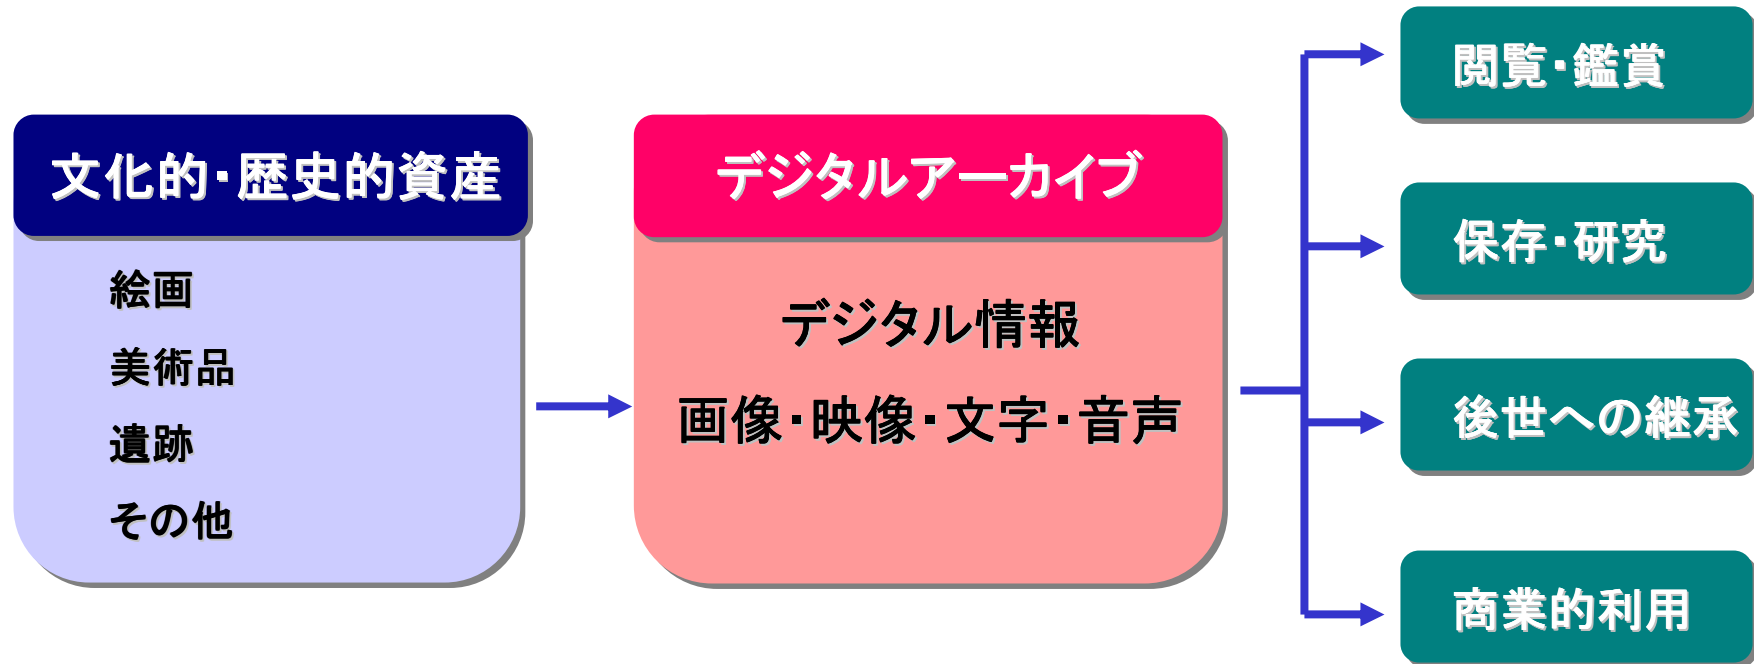 文化的・歴史的資産
絵画
美術品
遺跡
その他
デジタルアーカイブ
デジタル情報
画像・映像・文字・音声
閲覧・鑑賞
保存・研究
後世への継承
商業的利用